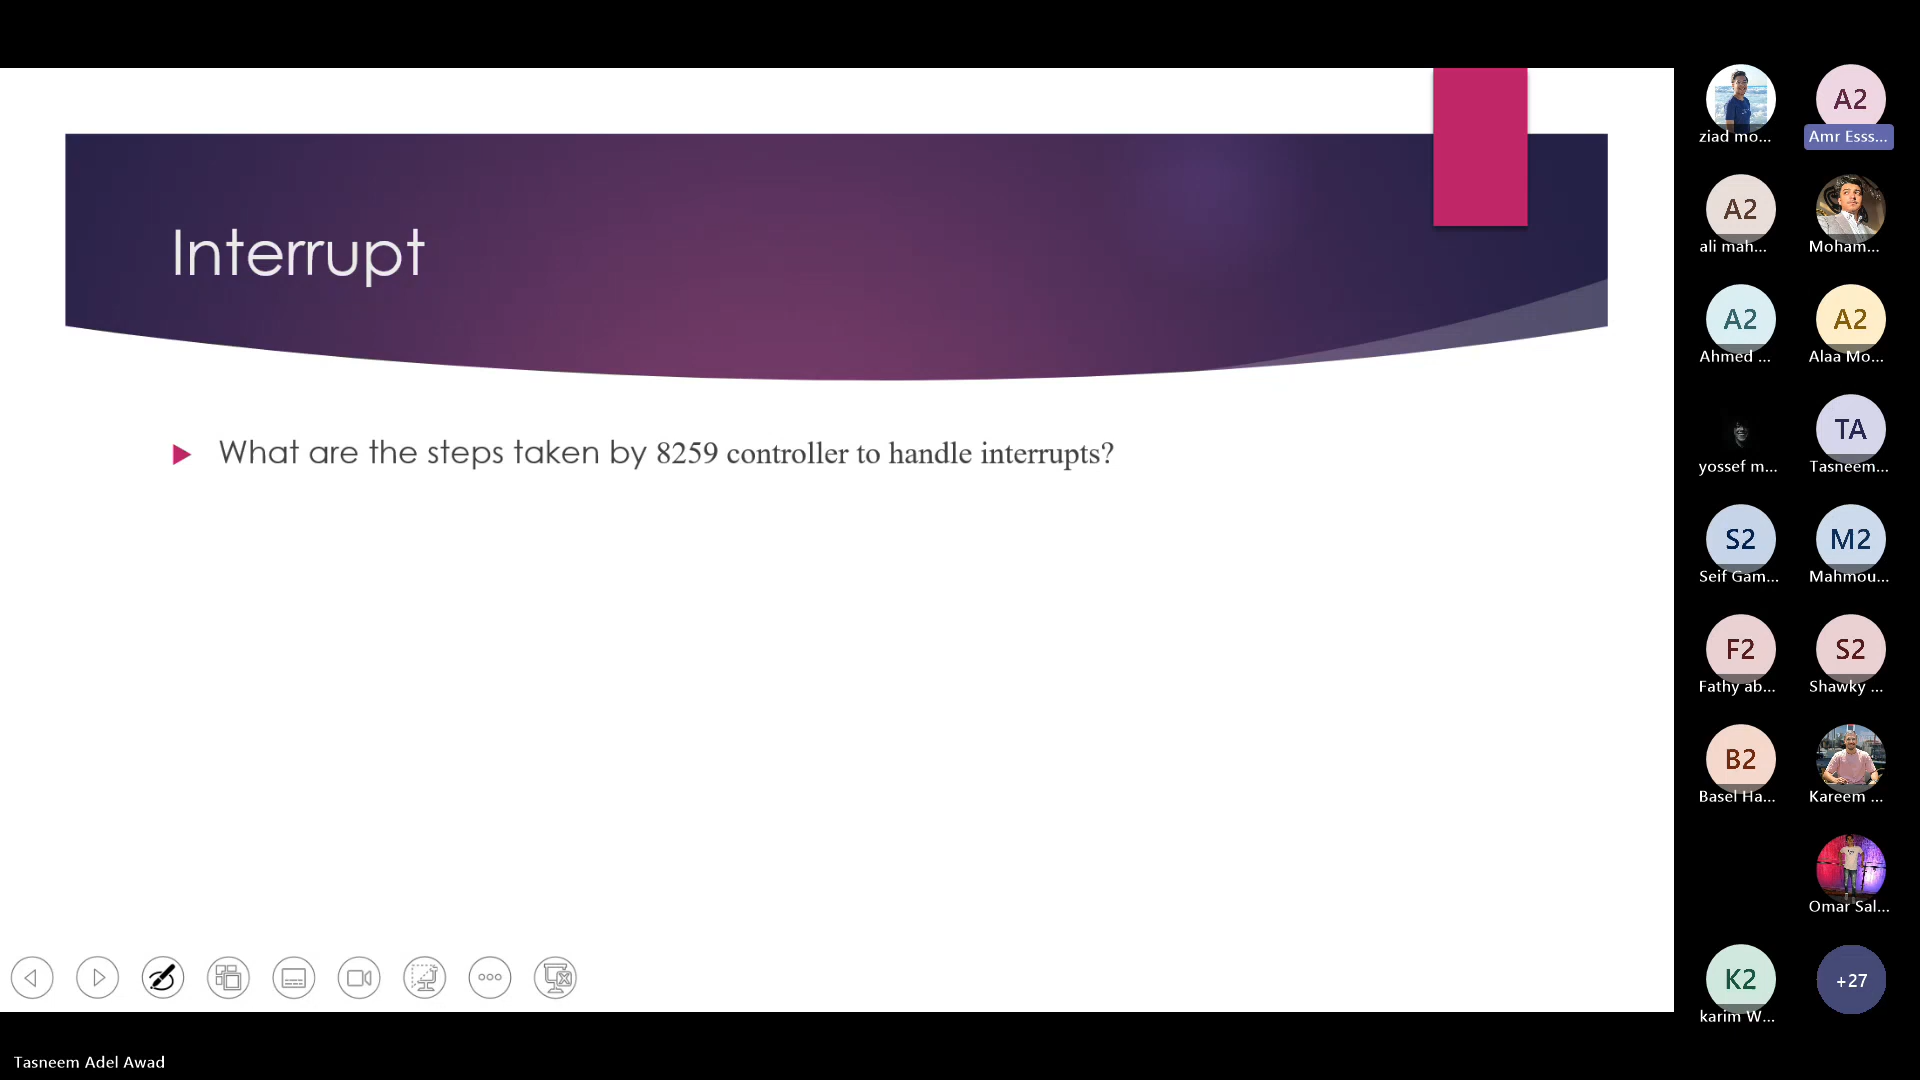 Interrupt
What are the steps taken by 8259 controller to handle interrupts?
ziad mo...
A2
Amr Esss...
A2
ali mah...
Moham...
A2
Ahmed ...
A2
Alaa Mo...
yossef m...
TA
Tasneem...
S2
Seif Gam...
M2
Mahmou...
F2
Fathy ab...
S2
Shawky ...
B2
Basel Ha...
Kareem ...
Omar Sal...
K2
karim W...
+27
Tasneem Adel Awad